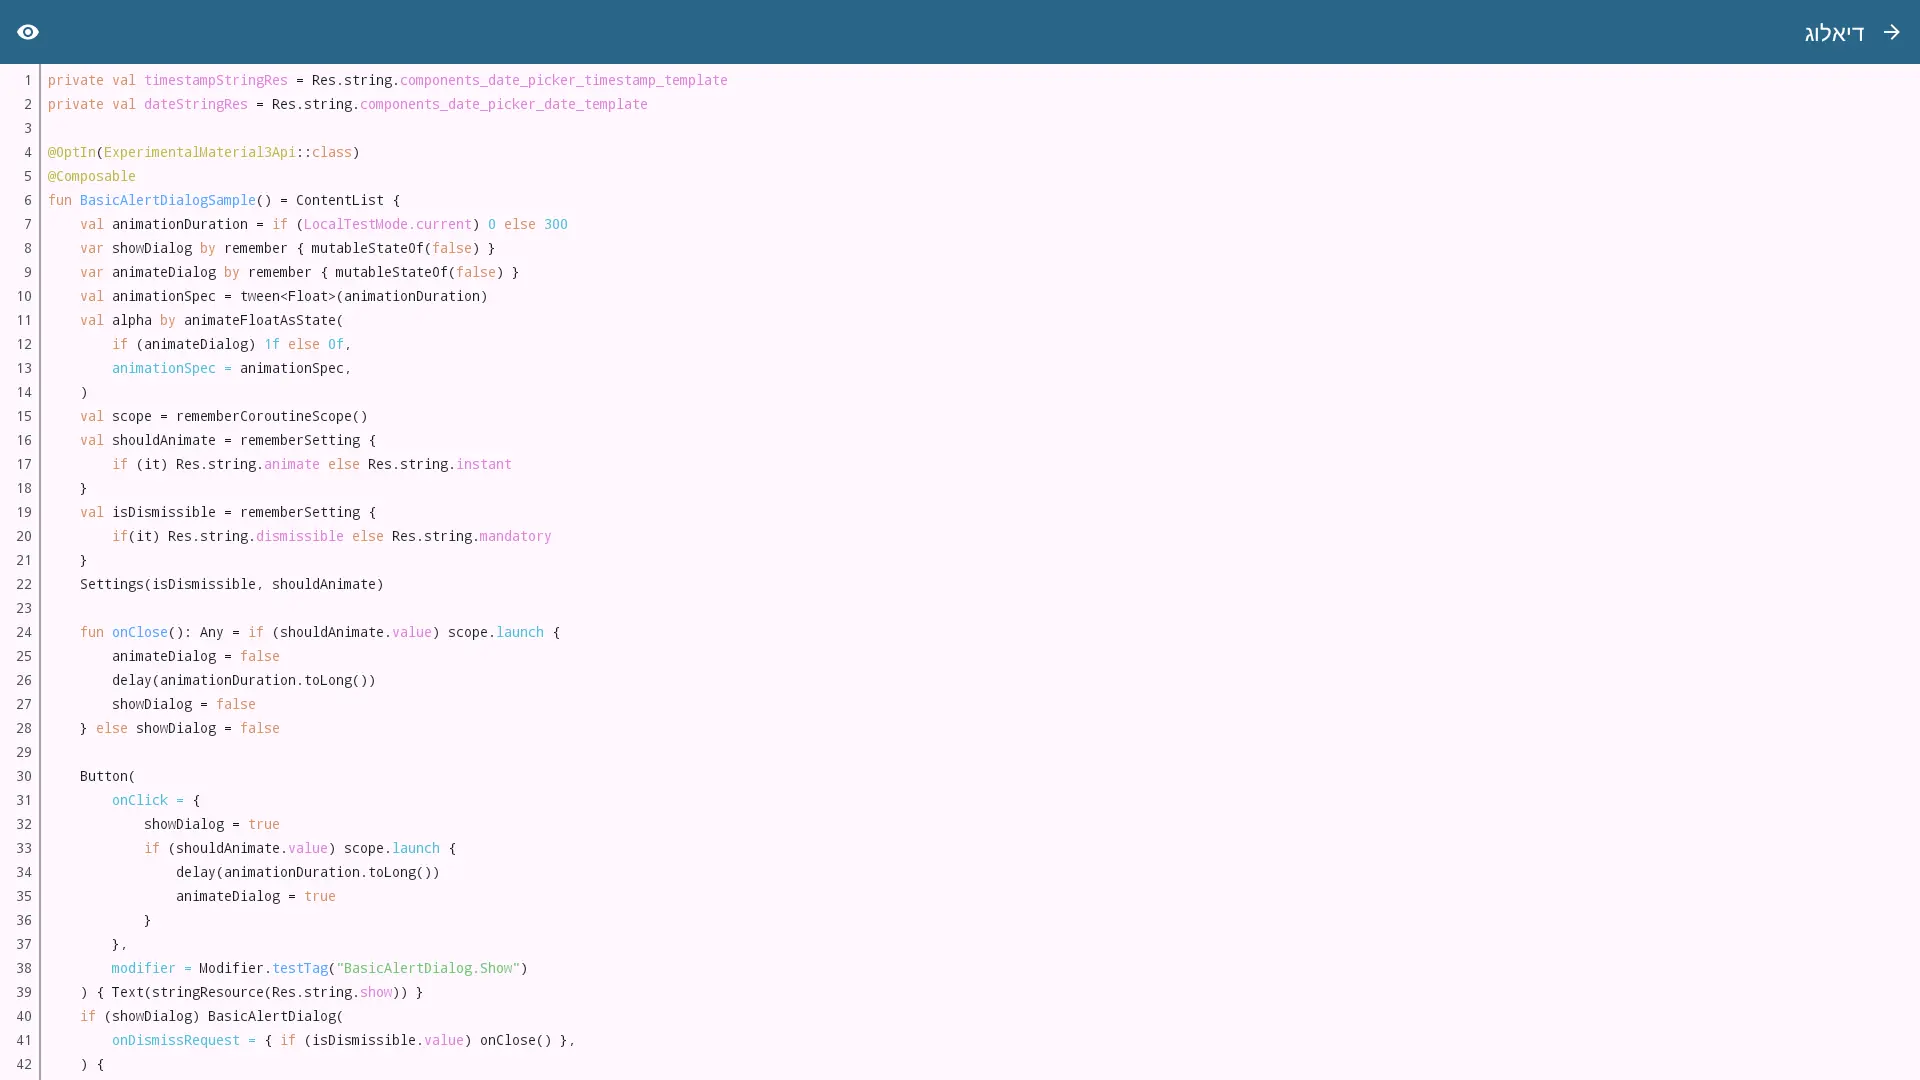 דיאלוג
1 private val timestampStringRes = Res.string.components_date_picker_timestamp_template
2 private val dateStringRes = Res.string.components_date_picker_date_template
3
4 @OptIn(ExperimentalMaterial3Api::class)
5 @Composable
6 fun BasicAlertDialogSample() = ContentList {
7     val animationDuration = if (LocalTestMode.current) 0 else 300
8     var showDialog by remember { mutableStateOf(false) }
9     var animateDialog by remember { mutableStateOf(false) }
10     val animationSpec = tween<Float>(animationDuration)
11     val alpha by animateFloatAsState(
12         if (animateDialog) 1f else 0f,
13         animationSpec = animationSpec,
14     )
15     val scope = rememberCoroutineScope()
16     val shouldAnimate = rememberSetting {
17         if (it) Res.string.animate else Res.string.instant
18     }
19     val isDismissible = rememberSetting {
20         if(it) Res.string.dismissible else Res.string.mandatory
21     }
22     Settings(isDismissible, shouldAnimate)
23
24     fun onClose(): Any = if (shouldAnimate.value) scope.launch {
25         animateDialog = false
26         delay(animationDuration.toLong())
27         showDialog = false
28     } else showDialog = false
29
30     Button(
31         onClick = {
32             showDialog = true
33             if (shouldAnimate.value) scope.launch {
34                 delay(animationDuration.toLong())
35                 animateDialog = true
36             }
37         },
38         modifier = Modifier.testTag("BasicAlertDialog.Show")
39     ) { Text(stringResource(Res.string.show)) }
40     if (showDialog) BasicAlertDialog(
41         onDismissRequest = { if (isDismissible.value) onClose() },
42     ) {